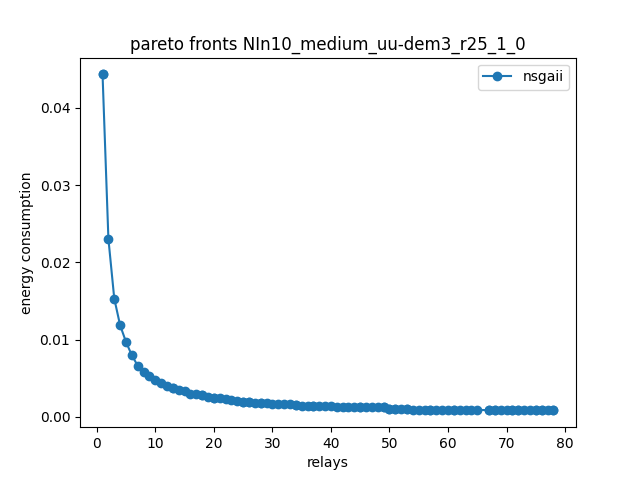 pareto fronts NIn10_medium_uu-dem3_r25_1_0
nsgaii
energy consumption
0.04
0.03
0.02
0.01
0.00
0 10 20 30 40 50 60 70 80
relays